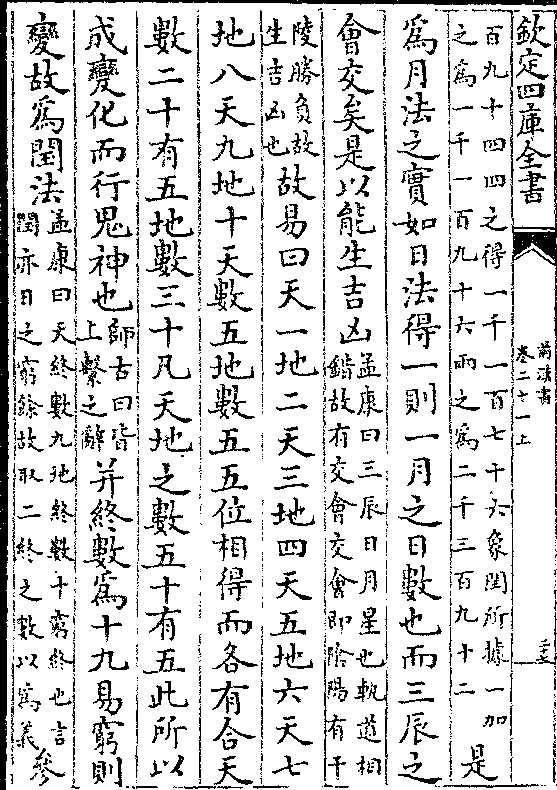 欽定四庫全書
前漢書
卷二十一上
百九十四四之得一千一百七十六象閏所據一加
之為一千一百九十六兩之為二千三百九十二
是
為月法之實如日法得一則一月之日數也而三辰之
會交矣是以能生吉凶
孟康曰三辰日月星也軌道相
錯故有交會交會即陰陽有干
陵勝負故
生吉凶也
故易曰天一地二天三地四天五地六天七
地八天九地十天數五地數五五位相得而各有合天
數二十有五地數三十凡天地之數五十有五此所以
成變化而行鬼神也
師古曰皆
上繫之辭
并終數為十九易窮則
變故為閏法
孟康曰天終數九地終數十窮終也言
閏亦日之窮餘故取二終之數以為義
參